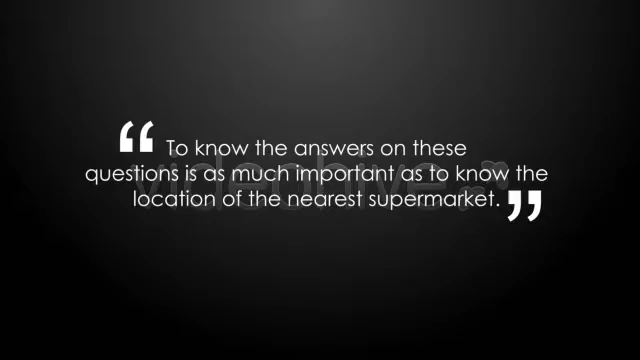 “ To know the answers on these
questions is as much important as to know the
location of the nearest supermarket. ”
videohive